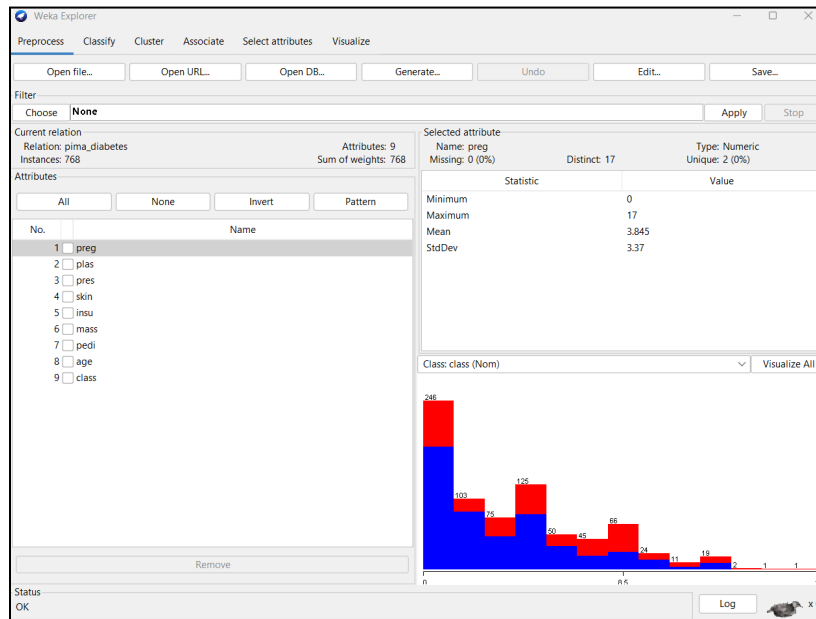 Weka Explorer
Preprocess Classify Cluster Associate Select attributes Visualize
Open file... Open URL... Open DB... Generate... Undo Edit... Save...
Filter
Choose None Apply Stop
Current relation
Relation: pima_diabetes Attributes: 9
Instances: 768 Sum of weights: 768
Attributes
All None Invert Pattern
No. Name
1 preg
2 plas
3 pres
4 skin
5 insu
6 mass
7 pedi
8 age
9 class
Remove
Selected attribute
Name: preg Type: Numeric
Missing: 0 (0%) Distinct: 17 Unique: 2 (0%)
Statistic Value
Minimum 0
Maximum 17
Mean 3.845
StdDev 3.37
Class: class (Nom) Visualize All
246
103
75
125
50
45
66
24
11
19
2
1
1
0 8.5
Status
OK
Log x